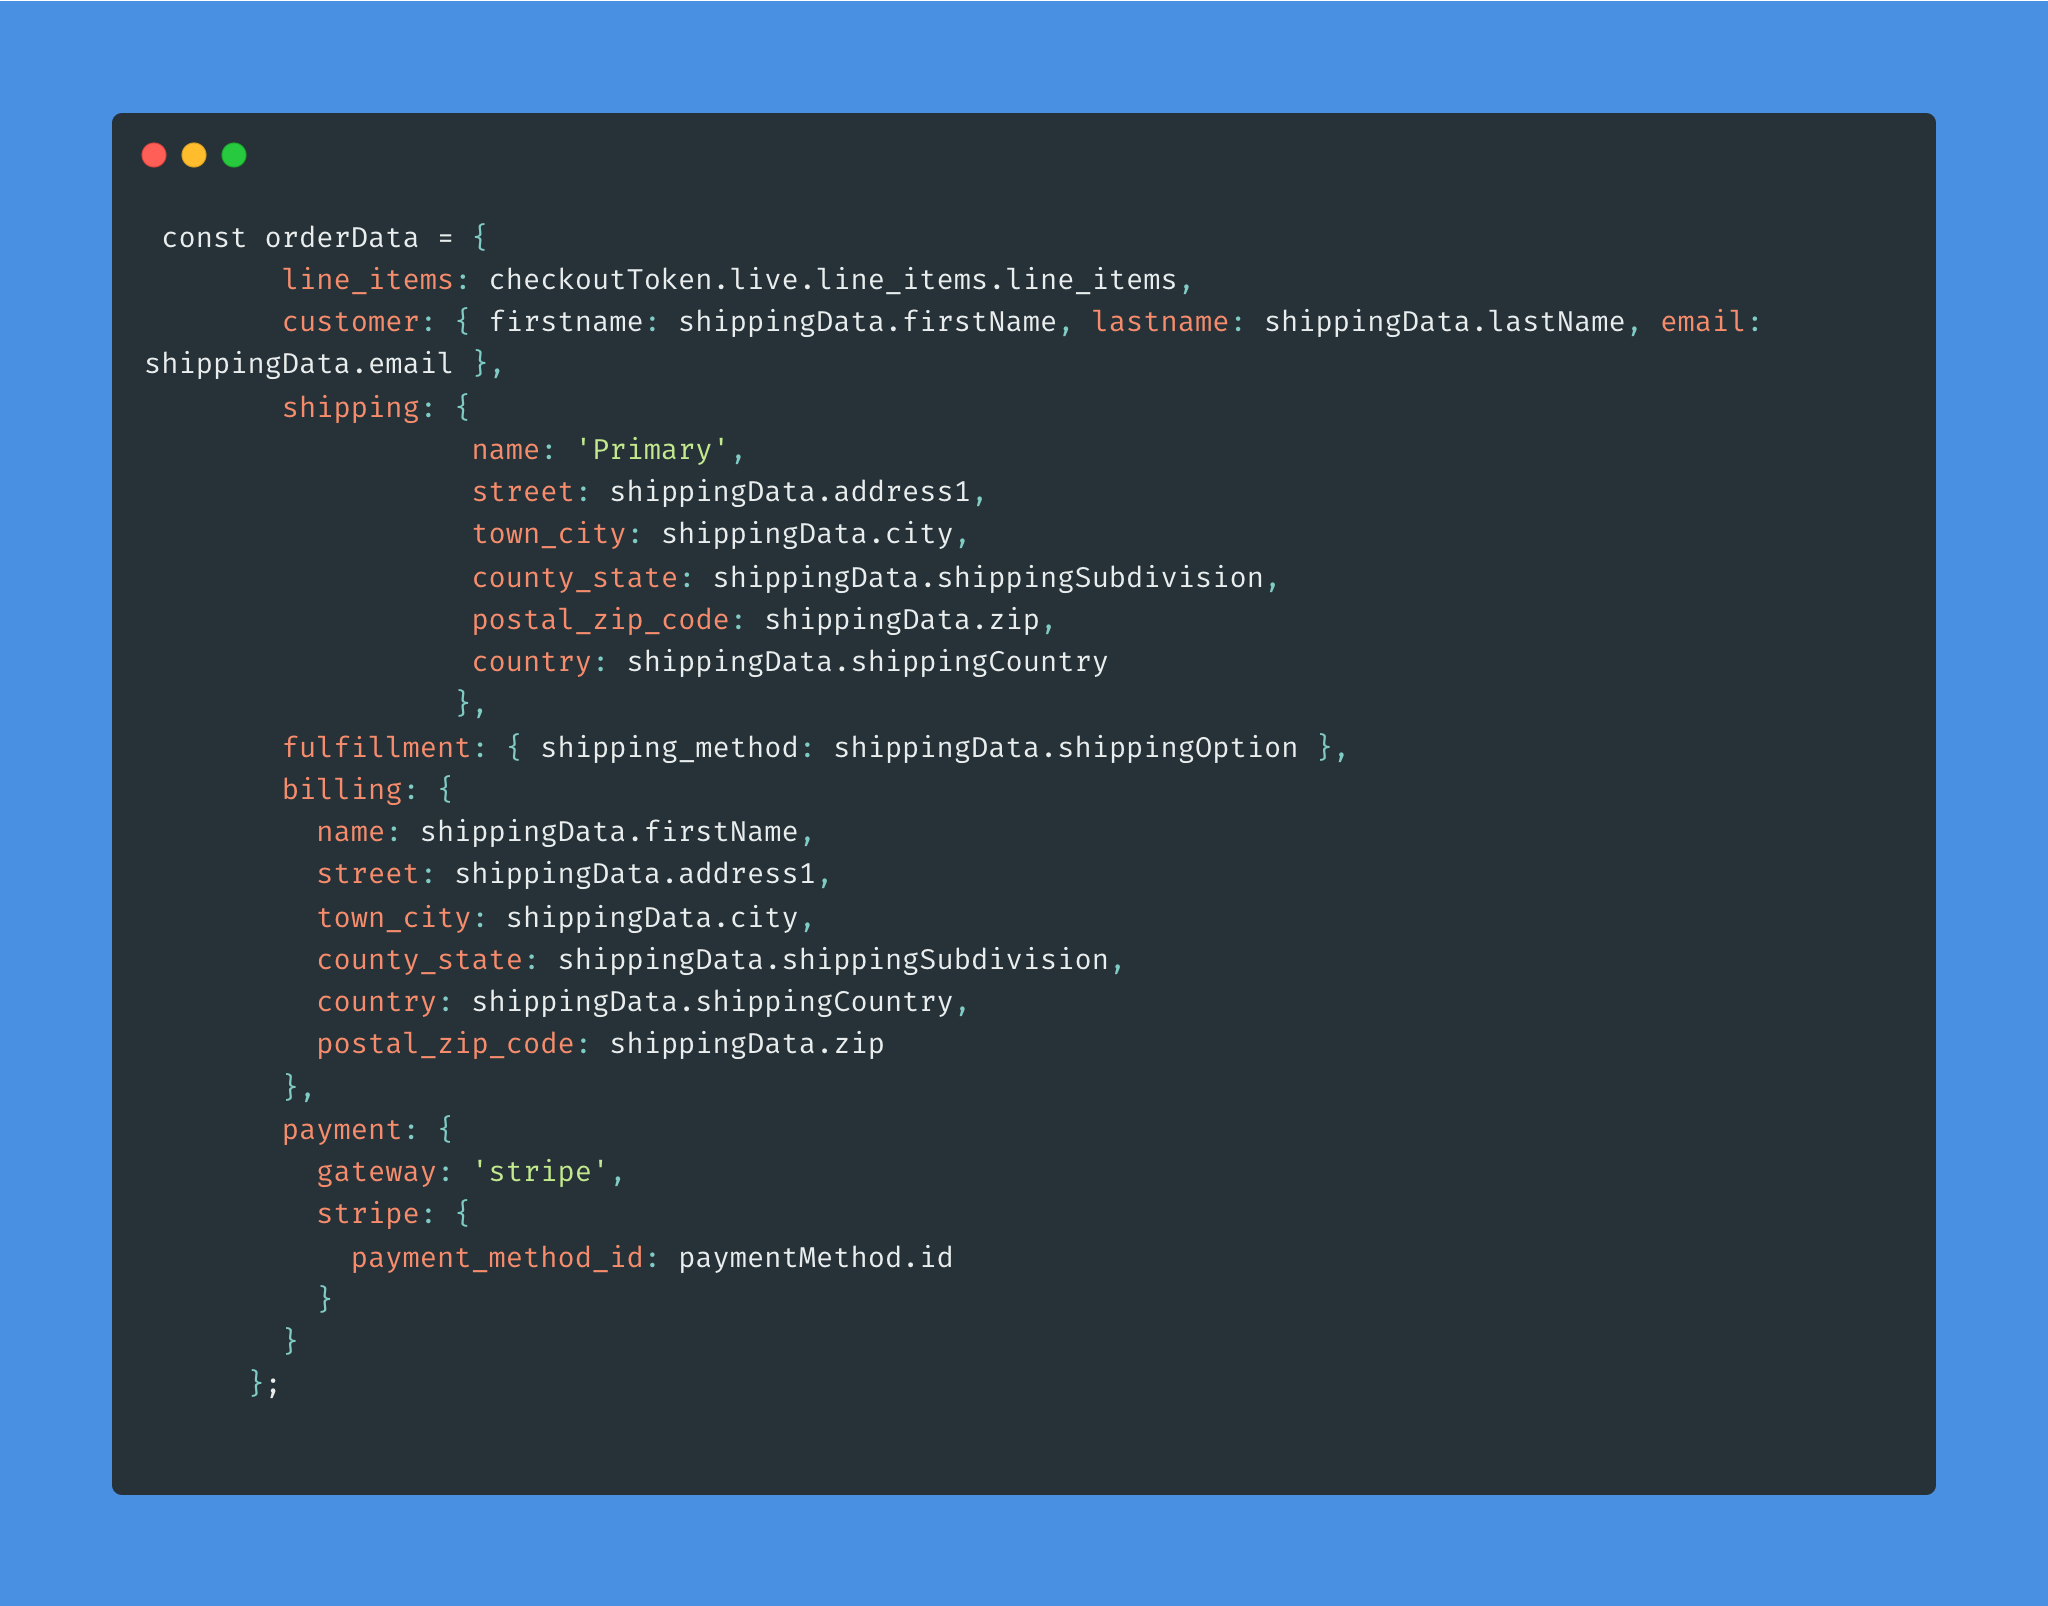 const orderData = {
line_items: checkoutToken.live.line_items.line_items,
customer: { firstname: shippingData.firstName, lastname: shippingData.lastName, email:
shippingData.email },
shipping: {
name: 'Primary',
street: shippingData.address1,
town_city: shippingData.city,
county_state: shippingData.shippingSubdivision,
postal_zip_code: shippingData.zip,
country: shippingData.shippingCountry
},
fulfillment: { shipping_method: shippingData.shippingOption },
billing: {
name: shippingData.firstName,
street: shippingData.address1,
town_city: shippingData.city,
county_state: shippingData.shippingSubdivision,
country: shippingData.shippingCountry,
postal_zip_code: shippingData.zip
},
payment: {
gateway: 'stripe',
stripe: {
payment_method_id: paymentMethod.id
}
}
};